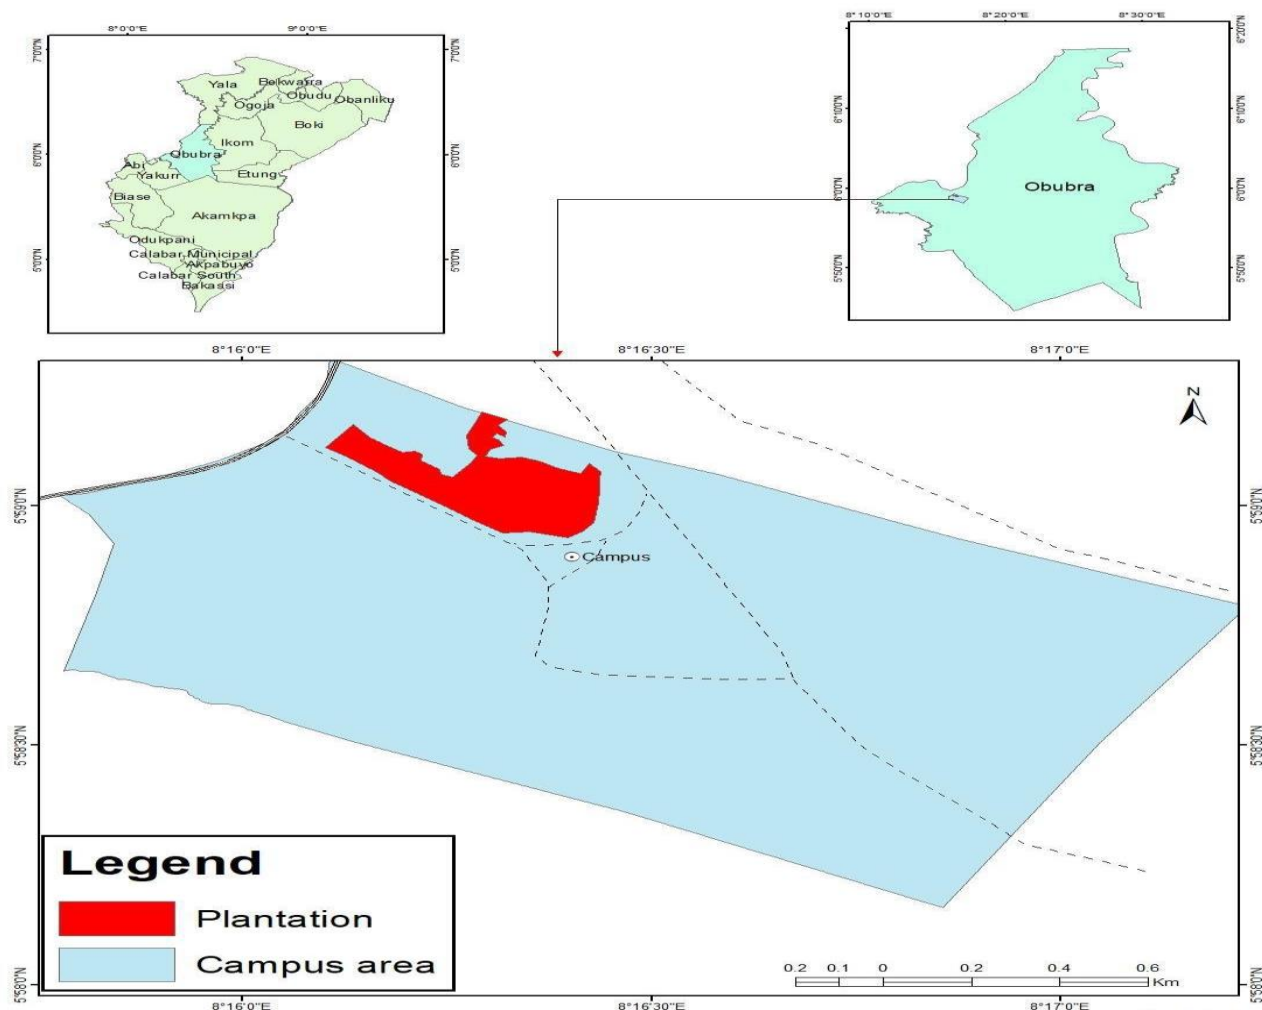 8°0'0"E 9°0'0"E
7°0'0"N
6°0'0"N
5°0'0"N
7°0'0"N
6°0'0"N
5°0'0"N
Yala
Bekwarra
Obudu
Obanliku
Ogoja
Boki
Ikom
Obubra
Abi
Yakurr
Etung
Biase
Akamkpa
Odukpani
Calabar Municipal
Akpabuyo
Calabar South
Bakassi
8°10'0"E 8°20'0"E 8°30'0"E
6°10'0"N
6°0'0"N
5°50'0"N
6°20'0"N
6°10'0"N
6°0'0"N
5°50'0"N
Obubra
8°16'0"E 8°16'30"E 8°17'0"E
N
5°59'0"N
5°58'30"N
5°59'0"N
5°58'30"N
5°58'0"N
Campus
Legend
Plantation
Campus area
0.2 0.1 0 0.2 0.4 0.6
Km
8°16'0"E 8°16'30"E 8°17'0"E